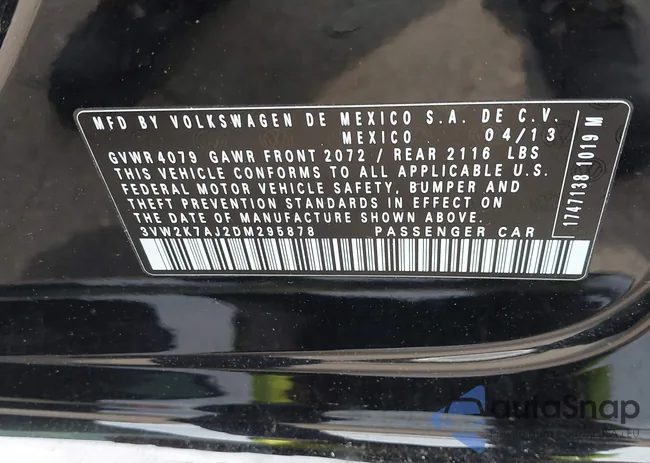 MFD BY VOLKSWAGEN DE MEXICO S.A. DE C.V.
MEXICO 04/13
GVWR 4079 GAWR FRONT 2072 / REAR 2116 LBS
THIS VEHICLE CONFORMS TO ALL APPLICABLE U.S.
FEDERAL MOTOR VEHICLE SAFETY, BUMPER AND
THEFT PREVENTION STANDARDS IN EFFECT ON
THE DATE OF MANUFACTURE SHOWN ABOVE.
3VW2K7AJ2DM295878 PASSENGER CAR
1747138 1019 M
autoSnap